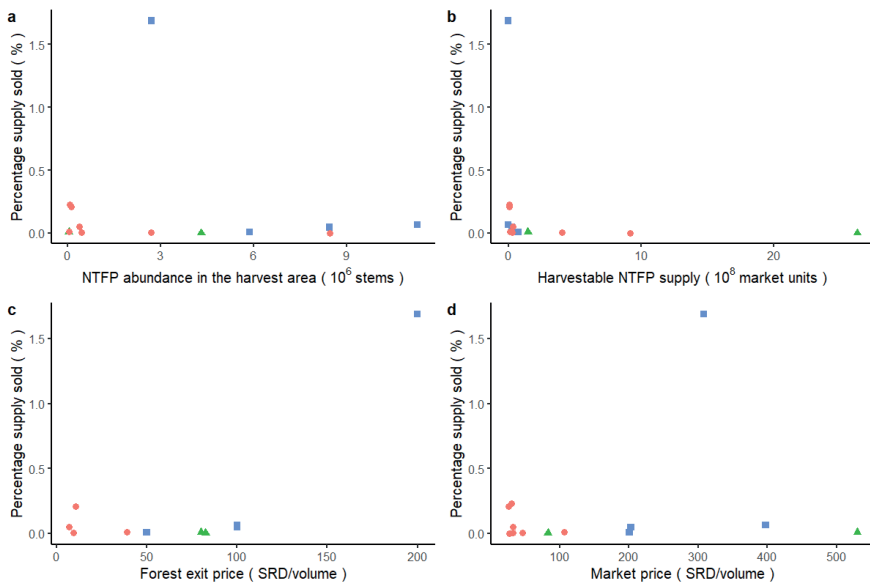 a
Percentage supply sold ( % )
1.5
1.0
0.5
0.0
0
3
6
9
NTFP abundance in the harvest area ( 10⁶ stems )
b
Percentage supply sold ( % )
1.5
1.0
0.5
0.0
0
10
20
Harvestable NTFP supply ( 10⁸ market units )
c
Percentage supply sold ( % )
1.5
1.0
0.5
0.0
0
50
100
150
200
Forest exit price ( SRD/volume )
d
Percentage supply sold ( % )
1.5
1.0
0.5
0.0
100
200
300
400
500
Market price ( SRD/volume )